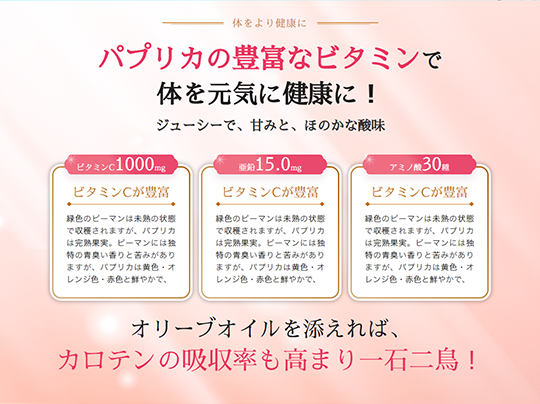 体をより健康に
パプリカの豊富なビタミンで
体を元気に健康に！
ジューシーで、甘みと、ほのかな酸味
ビタミンC1000mg
ビタミンCが豊富
緑色のピーマンは未熟の状態
で収穫されますが、パプリカ
は完熟果実。ピーマンには独
特の青臭い香りと苦みがあり
ますが、パプリカは黄色・オ
レンジ色・赤色と鮮やかで、
亜鉛15.0mg
ビタミンCが豊富
緑色のピーマンは未熟の状態
で収穫されますが、パプリカ
は完熟果実。ピーマンには独
特の青臭い香りと苦みがあり
ますが、パプリカは黄色・オ
レンジ色・赤色と鮮やかで、
アミノ酸30種
ビタミンCが豊富
緑色のピーマンは未熟の状態
で収穫されますが、パプリカ
は完熟果実。ピーマンには独
特の青臭い香りと苦みがあり
ますが、パプリカは黄色・オ
レンジ色・赤色と鮮やかで、
オリーブオイルを添えれば、
カロテンの吸収率も高まり一石二鳥！